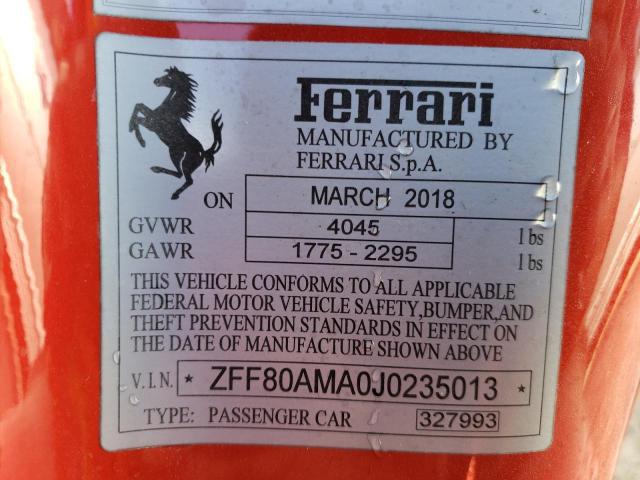 Ferrari
MANUFACTURED BY
FERRARI S.p.A.
ON MARCH 2018
GVWR 4045 lbs
GAWR 1775 - 2295 lbs
THIS VEHICLE CONFORMS TO ALL APPLICABLE
FEDERAL MOTOR VEHICLE SAFETY,BUMPER,AND
THEFT PREVENTION STANDARDS IN EFFECT ON
THE DATE OF MANUFACTURE SHOWN ABOVE
V.I.N. * ZFF80AMA0J0235013 *
TYPE: PASSENGER CAR 327993